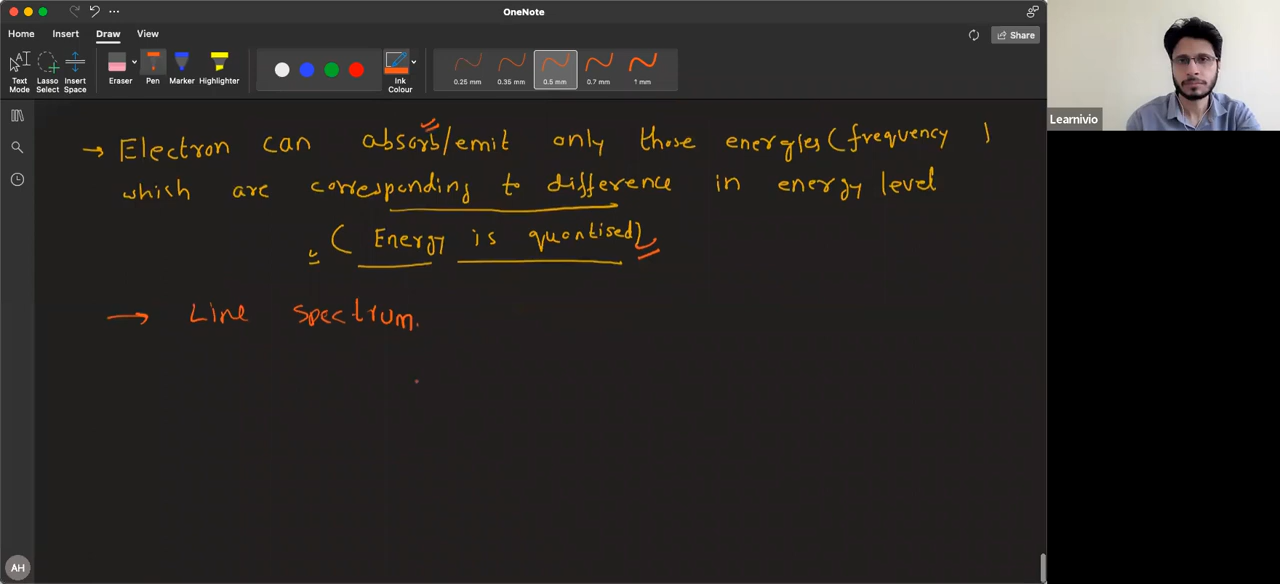 OneNote
Home Insert Draw View
Share
Text Mode
Lasso Select
Insert Space
Eraser
Pen
Marker
Highlighter
Ink Colour
0.25 mm
0.35 mm
0.5 mm
0.7 mm
1 mm
Learnivio
→ Electron can absorb/emit only those energies (frequency )
which are corresponding to difference in energy level
( Energy is quantised)
→ Line spectrum.
AH